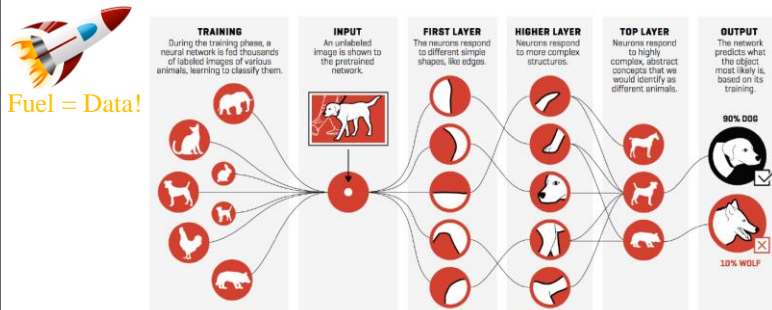 Fuel = Data!
TRAINING
During the training phase, a
neural network is fed thousands
of labeled images of various
animals, learning to classify them.
INPUT
An unlabeled
image is shown to
the pretrained
network.
FIRST LAYER
The neurons respond
to different simple
shapes, like edges.
HIGHER LAYER
Neurons respond
to more complex
structures.
TOP LAYER
Neurons respond
to highly
complex, abstract
concepts that we
would identify as
different animals.
OUTPUT
The network
predicts what
the object
most likely is,
based on its
training.
90% DOG
10% WOLF